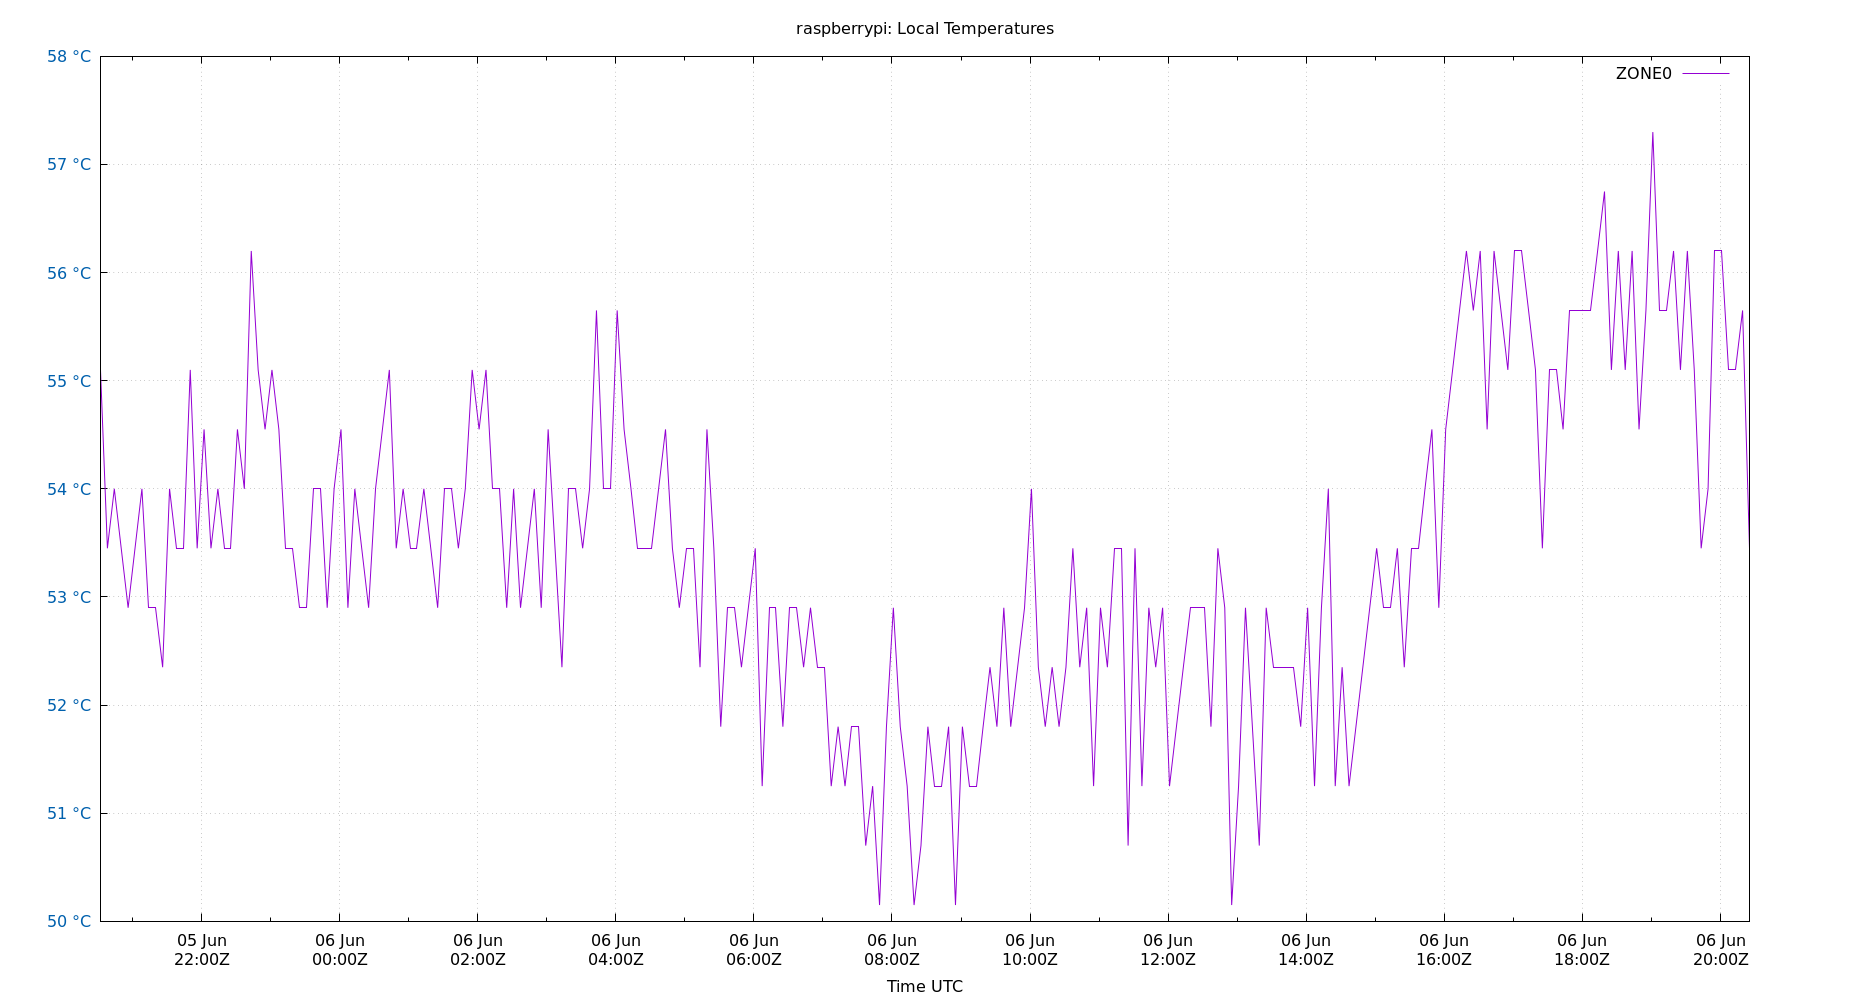 raspberrypi: Local Temperatures
58 °C
57 °C
56 °C
55 °C
54 °C
53 °C
52 °C
51 °C
50 °C
ZONE0
05 Jun
22:00Z
06 Jun
00:00Z
06 Jun
02:00Z
06 Jun
04:00Z
06 Jun
06:00Z
06 Jun
08:00Z
06 Jun
10:00Z
06 Jun
12:00Z
06 Jun
14:00Z
06 Jun
16:00Z
06 Jun
18:00Z
06 Jun
20:00Z
Time UTC